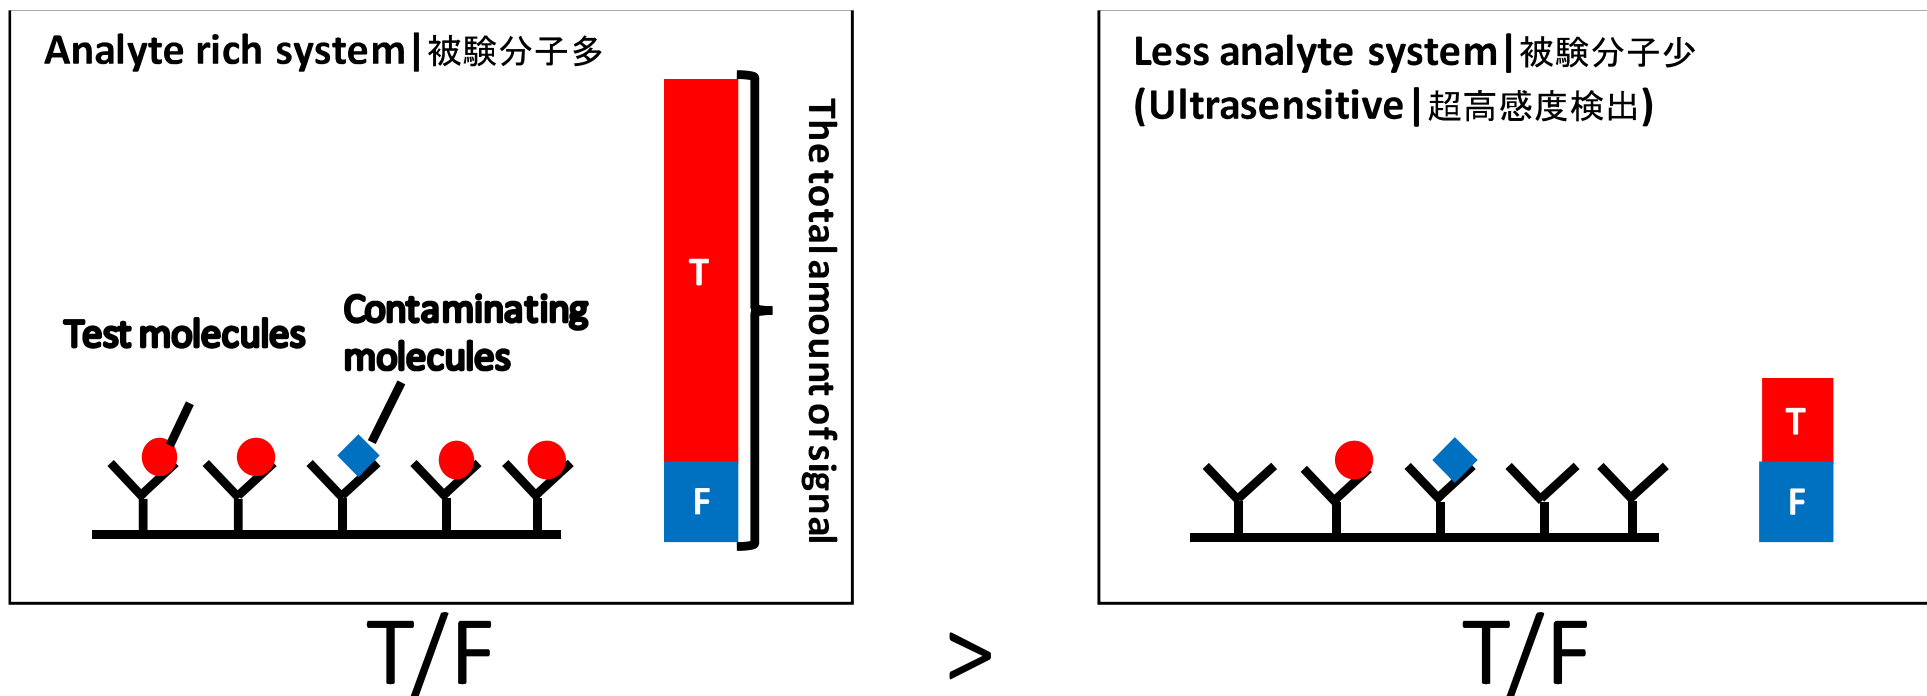 Analyte rich system|被験分子多
The total amount of signal
T
Test molecules
Contaminating
molecules
F
Less analyte system|被験分子少
(Ultrasensitive|超高感度検出)
T
F
T/F
>
T/F